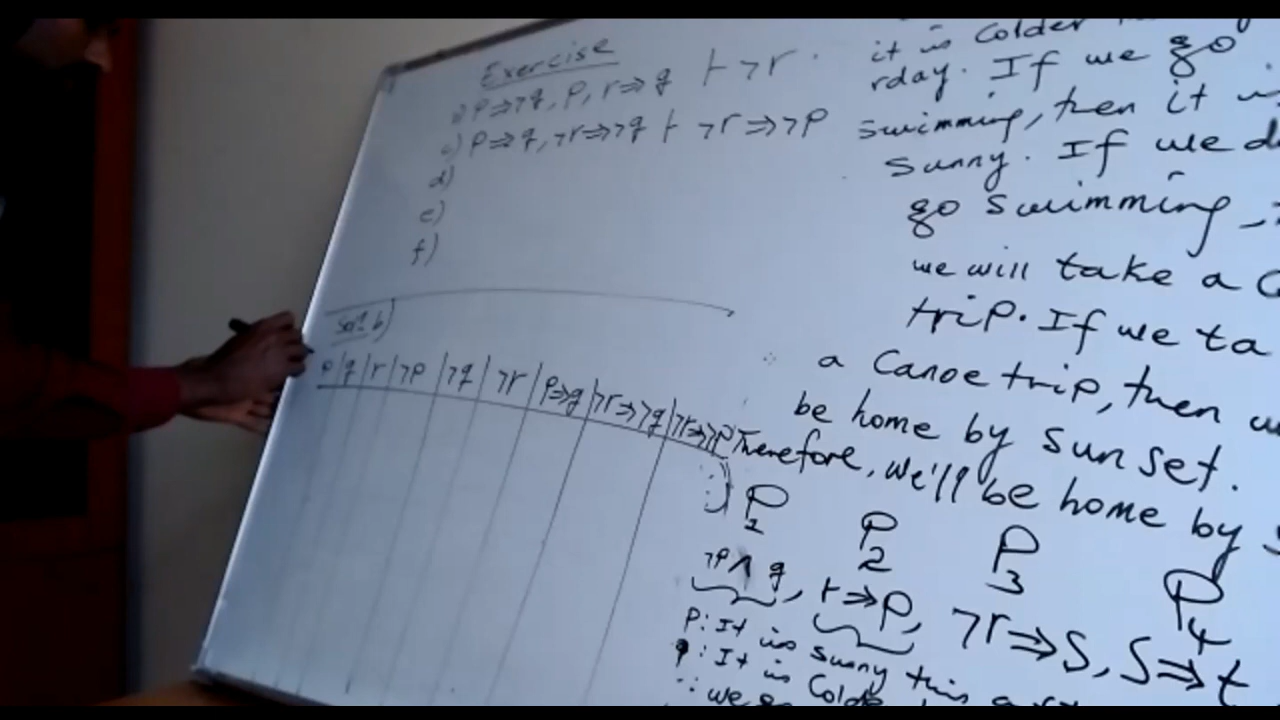 Exercise
b) P⇒¬q, P, r⇒q ⊢ ¬r.
c) P⇒q, ¬r⇒¬q ⊢ ¬r⇒¬P
d)
e)
f)
Sol? b)
P | q | r | ¬P | ¬q | ¬r | P⇒q | ¬r⇒¬q | ¬r⇒¬P
it is Colder
rday. If we go
swimming, then it
Sunny. If we
go swimming,
we will take a
trip. If we ta
a Canoe trip, then
be home by sunset.
Therefore, we'll be home by
P1 P2 P3 P4
¬P ∧ q, r⇒P, ¬r⇒S, S⇒t
P: It is sunny this
q: It is Colde
we